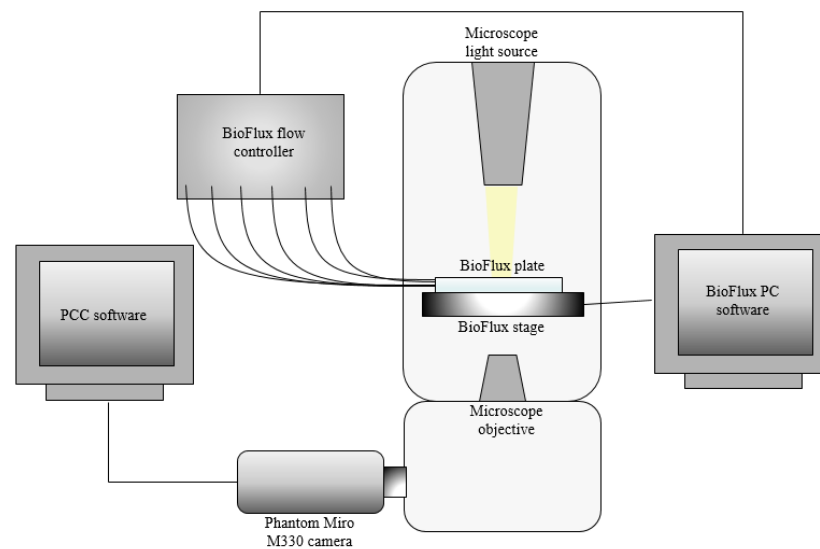 Microscope
light source
BioFlux flow
controller
BioFlux plate
PCC software
BioFlux PC
software
BioFlux stage
Microscope
objective
Phantom Miro
M330 camera